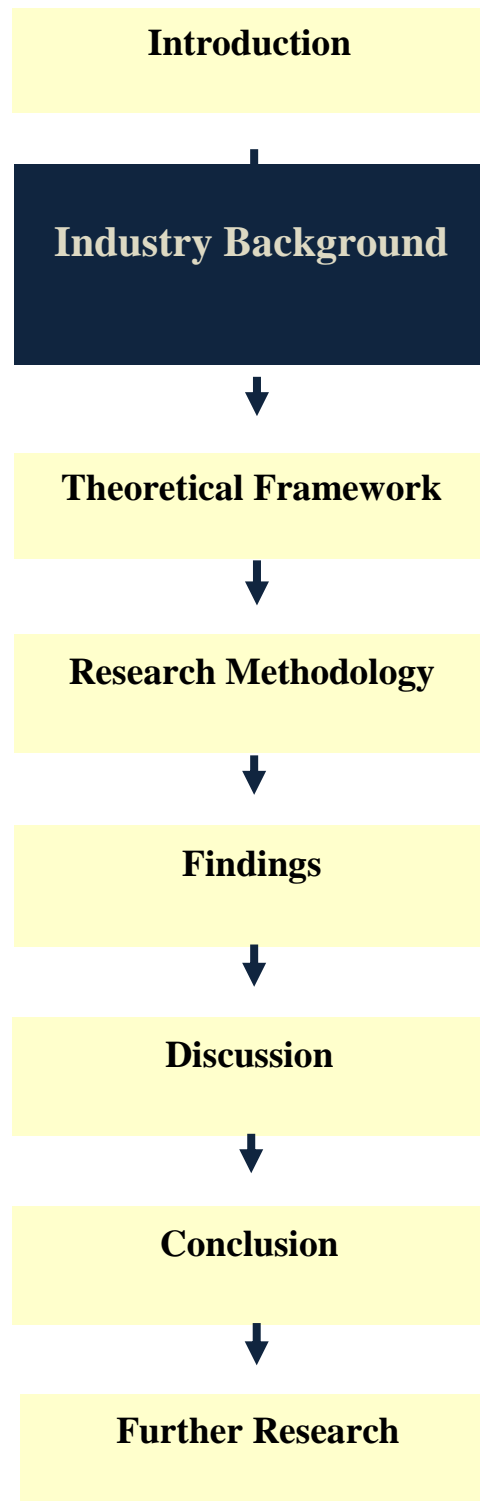 Introduction
Industry Background
Theoretical Framework
Research Methodology
Findings
Discussion
Conclusion
Further Research